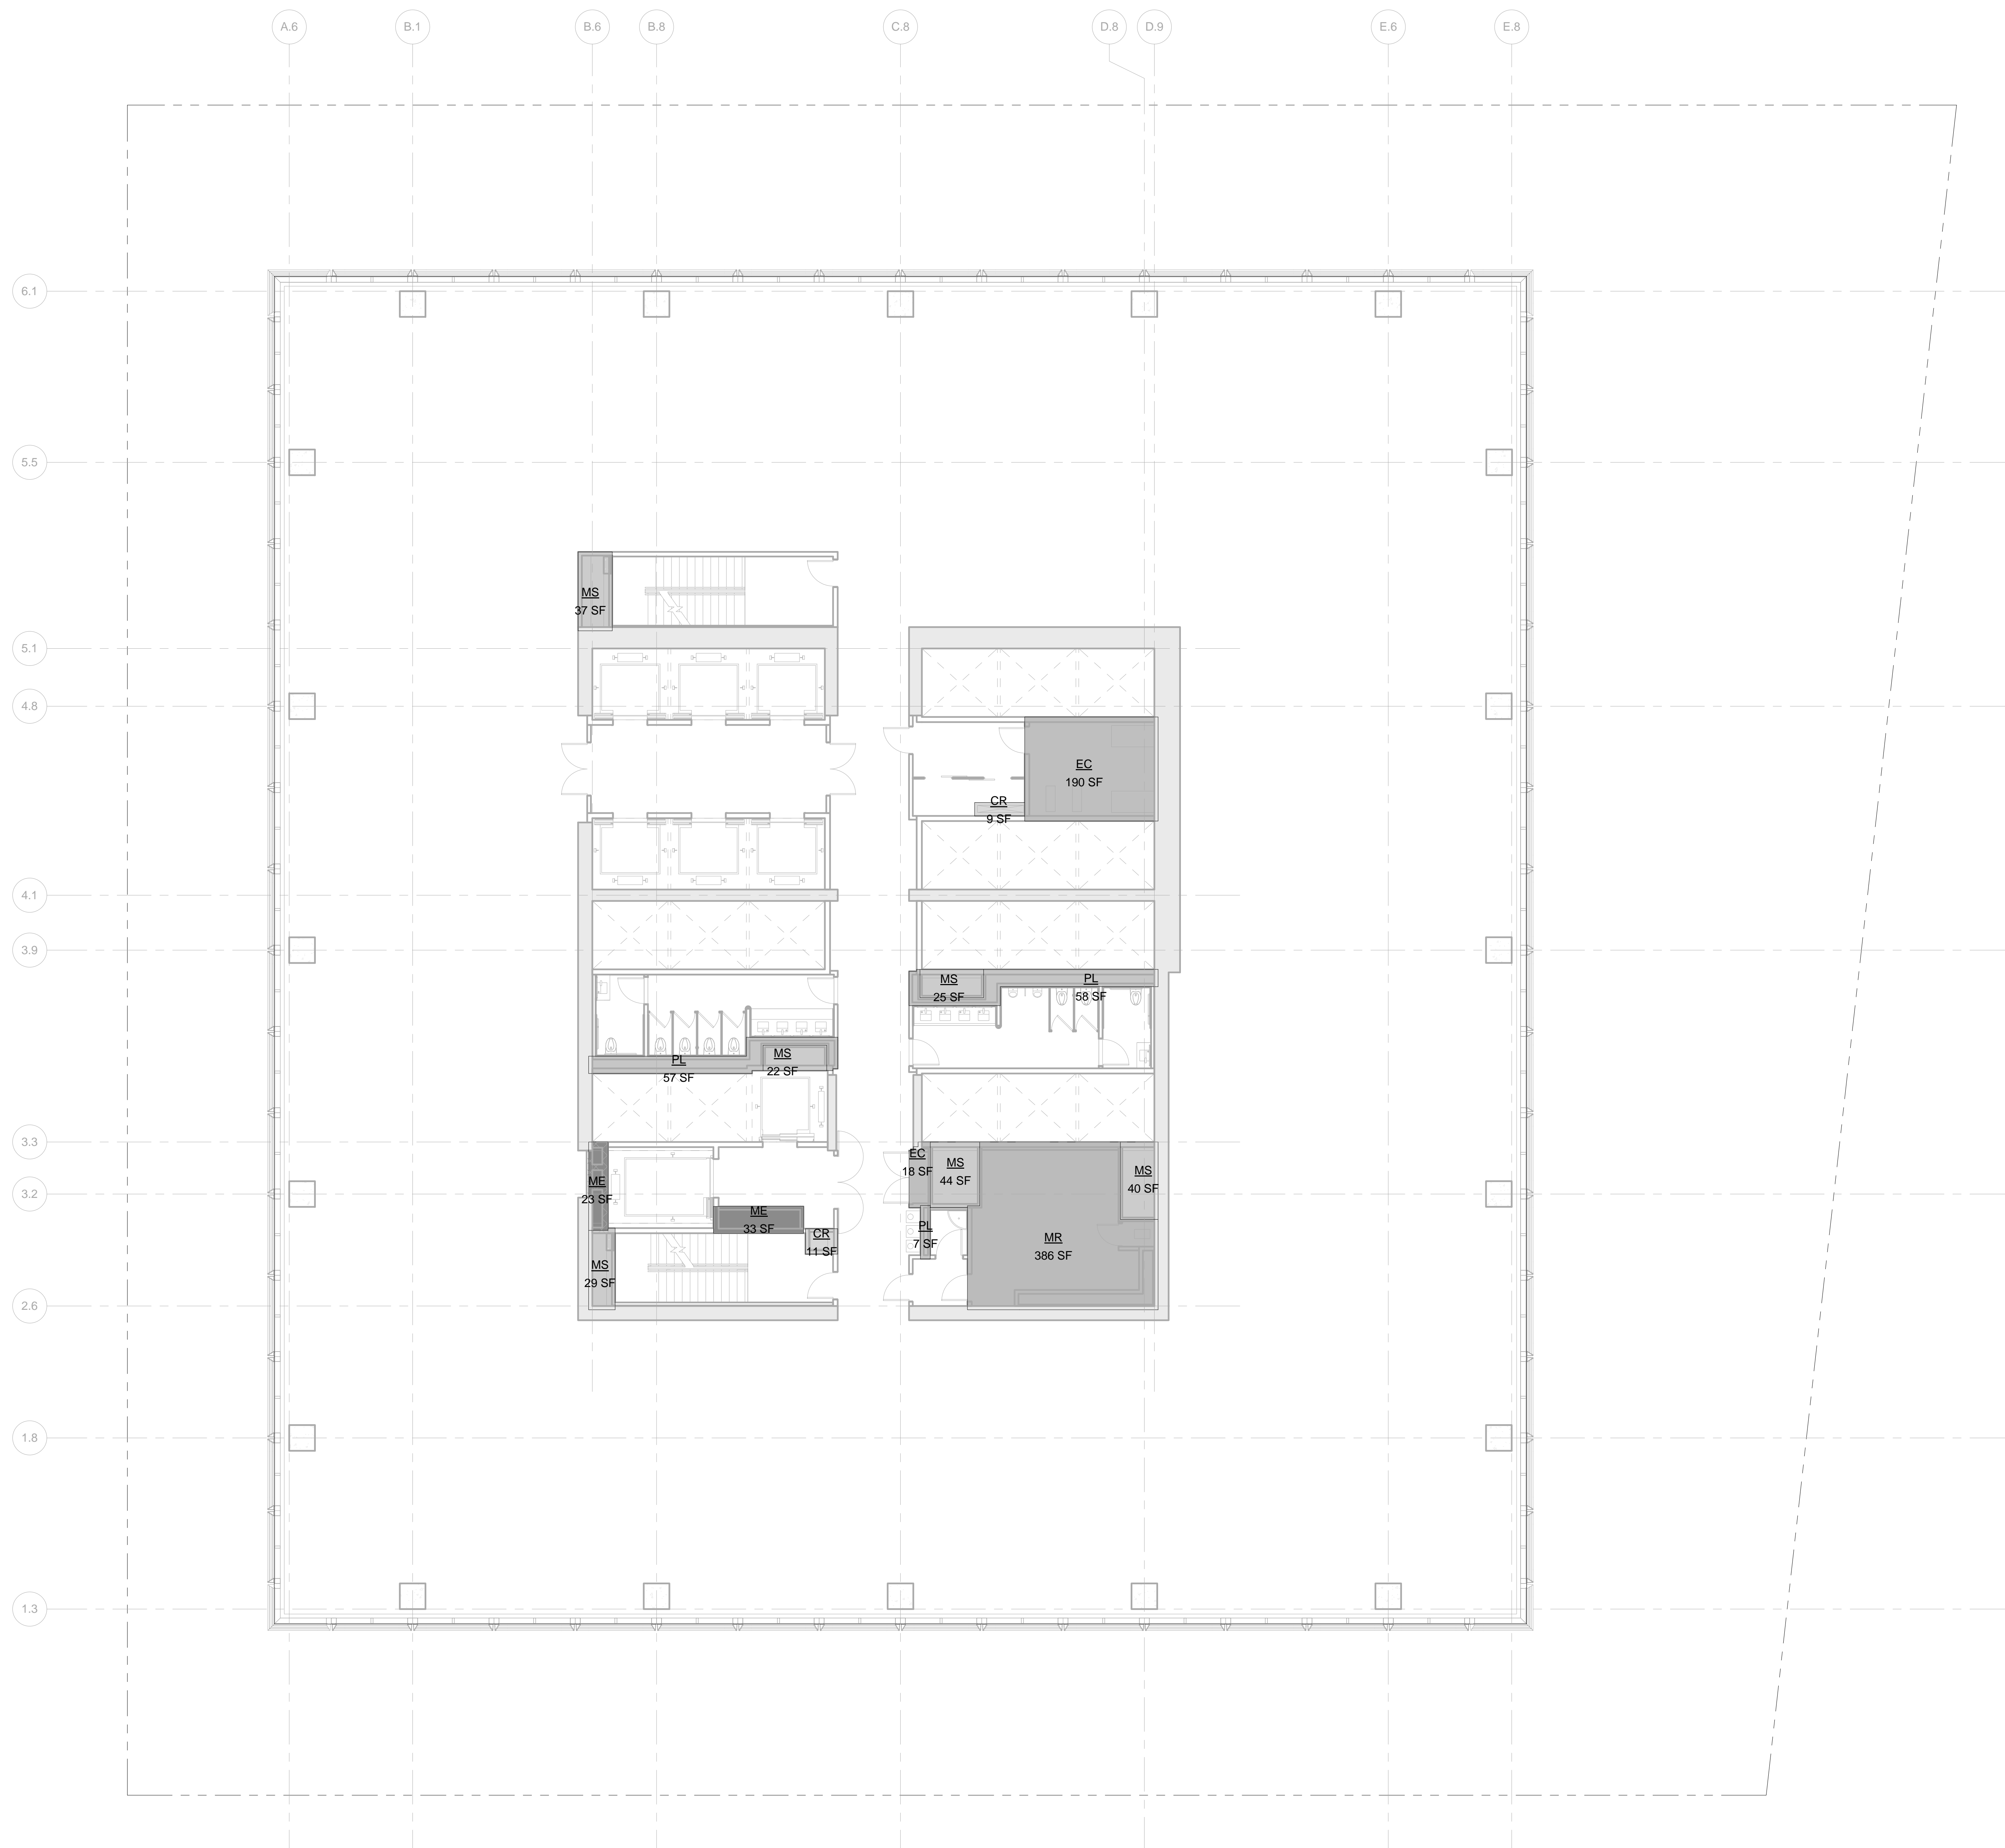 A.6
B.1
B.6
B.8
C.8
D.8
D.9
E.6
E.8
6.1
5.5
5.1
4.8
4.1
3.9
3.3
3.2
2.6
1.8
1.3
MS
37 SF
EC
190 SF
CR
9 SF
MS
25 SF
PL
58 SF
PL
57 SF
MS
22 SF
ME
23 SF
ME
33 SF
CR
11 SF
MS
29 SF
EC
18 SF
MS
44 SF
MS
40 SF
PL
7 SF
MR
386 SF